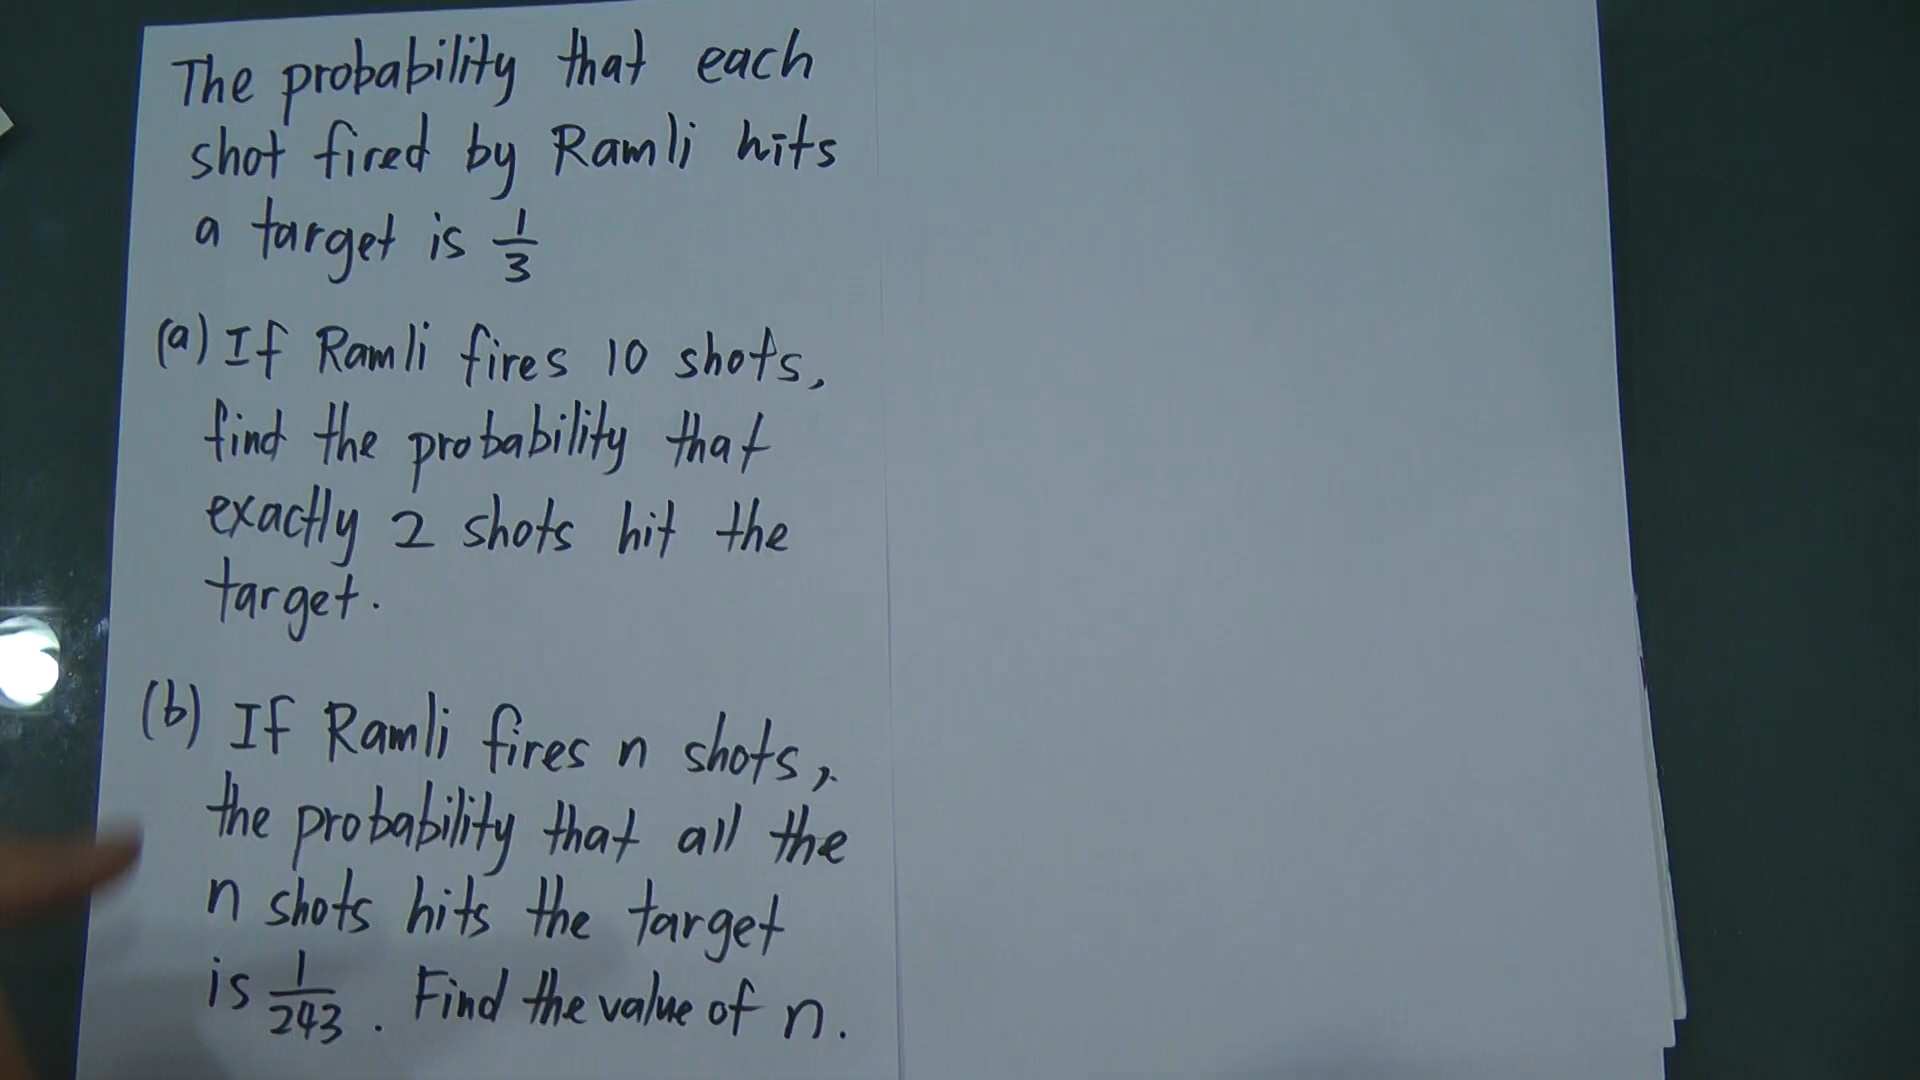 The probability that each
shot fired by Ramli hits
a target is 1/3
(a) If Ramli fires 10 shots,
find the probability that
exactly 2 shots hit the
target.
(b) If Ramli fires n shots,
the probability that all the
n shots hits the target
is 1/243. Find the value of n.